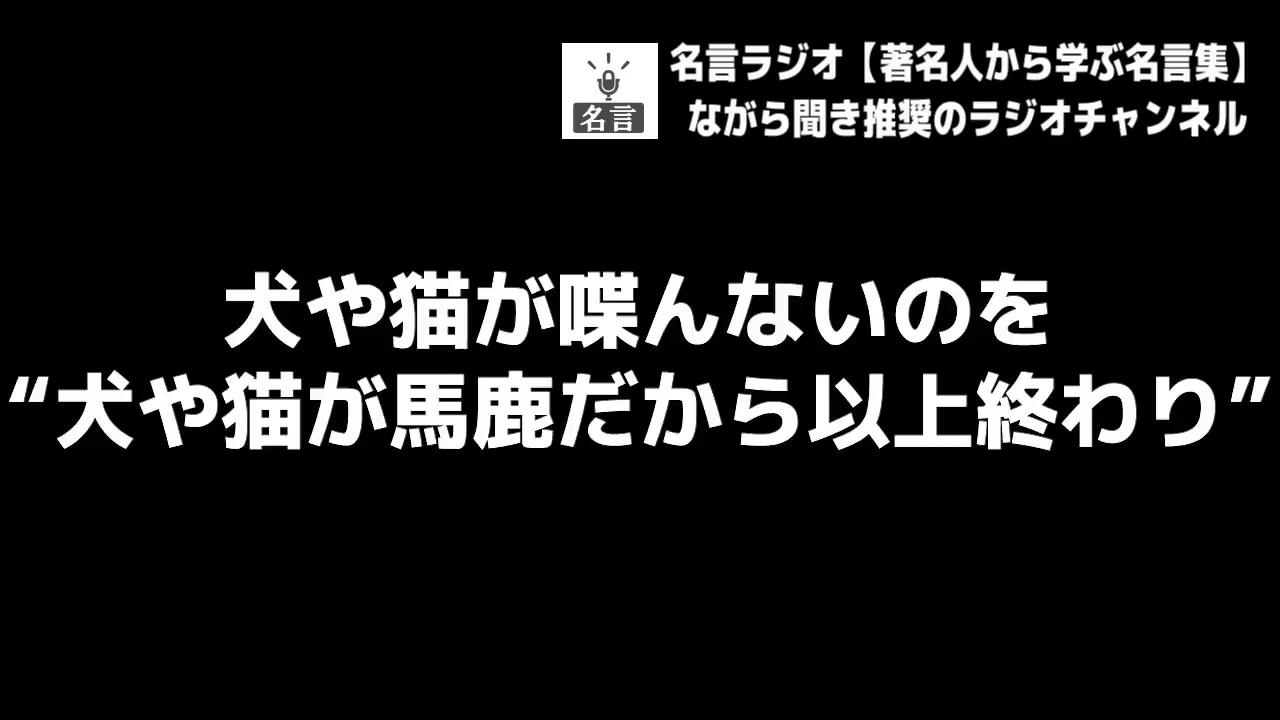 名言
名言ラジオ【著名人から学ぶ名言集】
ながら聞き推奨のラジオチャンネル
犬や猫が喋んないのを
“犬や猫が馬鹿だから以上終わり”